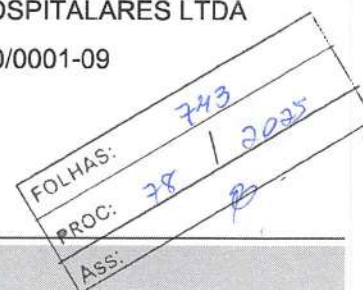 OSPITALARES LTDA
0/0001-09
FOLHAS: 743
PROC: 78 | 2025
ASS: